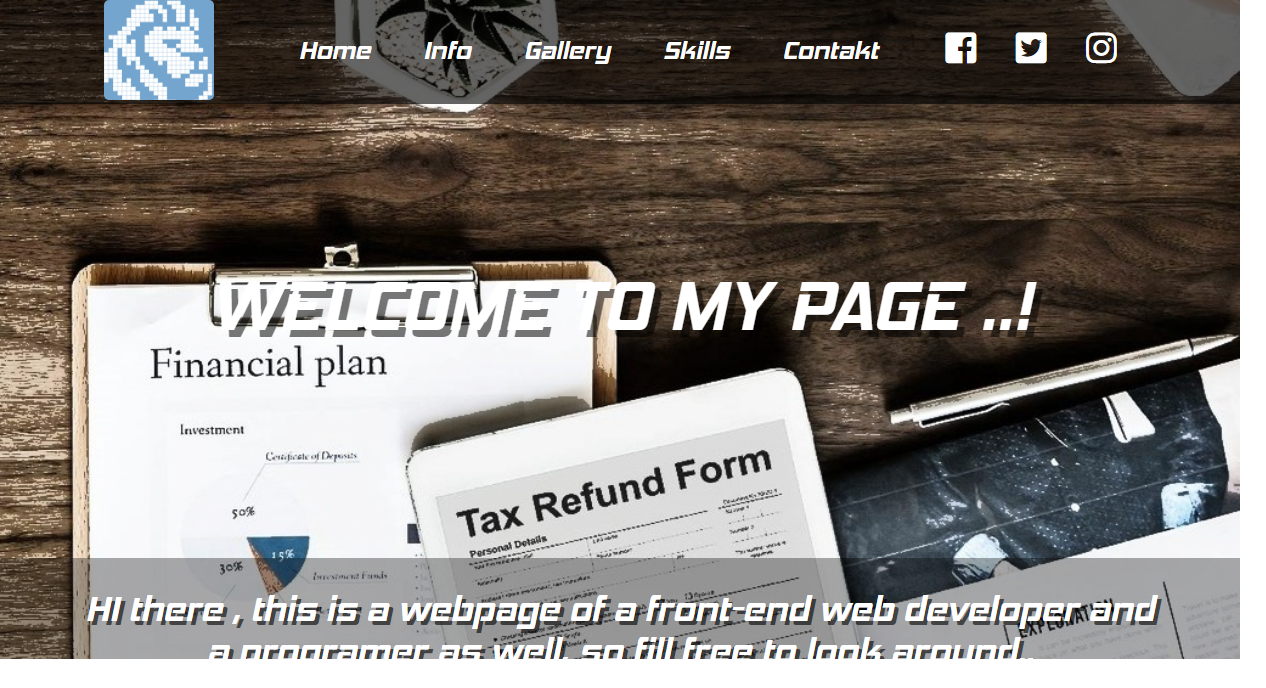 Home Info Gallery Skills Contakt
WELCOME TO MY PAGE ..!
Financial plan
Investment
Certificate of Deposits
50%
15%
30%
Investment Funds
Tax Refund Form
Personal Details
HI there , this is a webpage of a front-end web developer and
a programer as well, so fill free to look around..
EXPLONATION